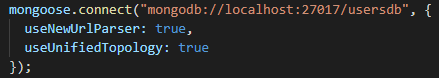 mongoose.connect("mongodb://localhost:27017/usersdb", {
  useNewUrlParser: true,
  useUnifiedTopology: true
});